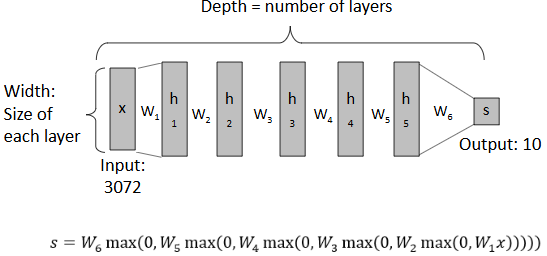 Depth = number of layers
Width:
Size of
each layer
x W₁ h W₂ h W₃ h W₄ h W₅ h W₆ s
1 2 3 4 5
Input:
3072
Output: 10
s = W₆ max(0, W₅ max(0, W₄ max(0, W₃ max(0, W₂ max(0, W₁x)))))